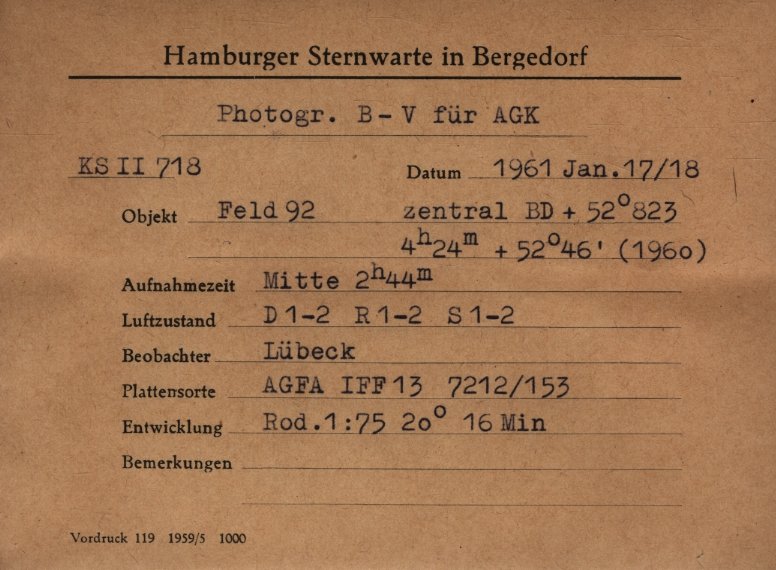 Hamburger Sternwarte in Bergedorf
Photogr. B-V für AGK
KS II 718 Datum 1961 Jan.17/18
Objekt Feld 92 zentral BD + 52°823
4ʰ24ᵐ + 52°46' (1960)
Aufnahmezeit Mitte 2ʰ44ᵐ
Luftzustand D 1-2 R 1-2 S 1-2
Beobachter Lübeck
Plattensorte AGFA IFF 13 7212/153
Entwicklung Rod.1:75 20° 16 Min
Bemerkungen
Vordruck 119 1959/5 1000